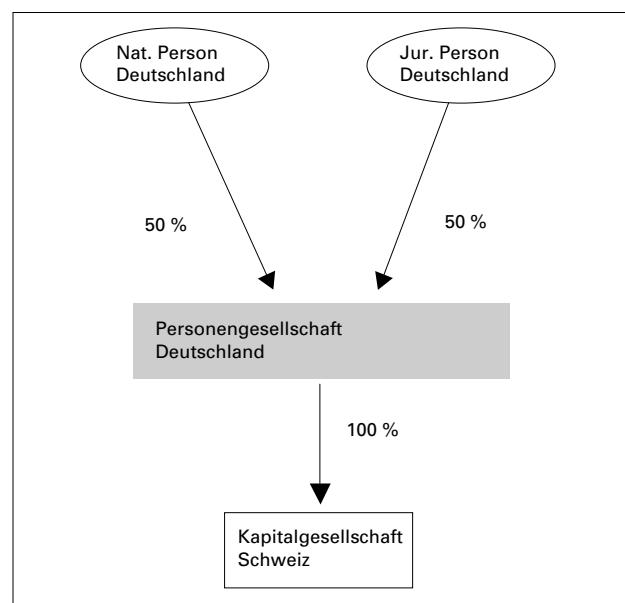 Nat. Person
Deutschland
Jur. Person
Deutschland
50 %
50 %
Personengesellschaft
Deutschland
100 %
Kapitalgesellschaft
Schweiz